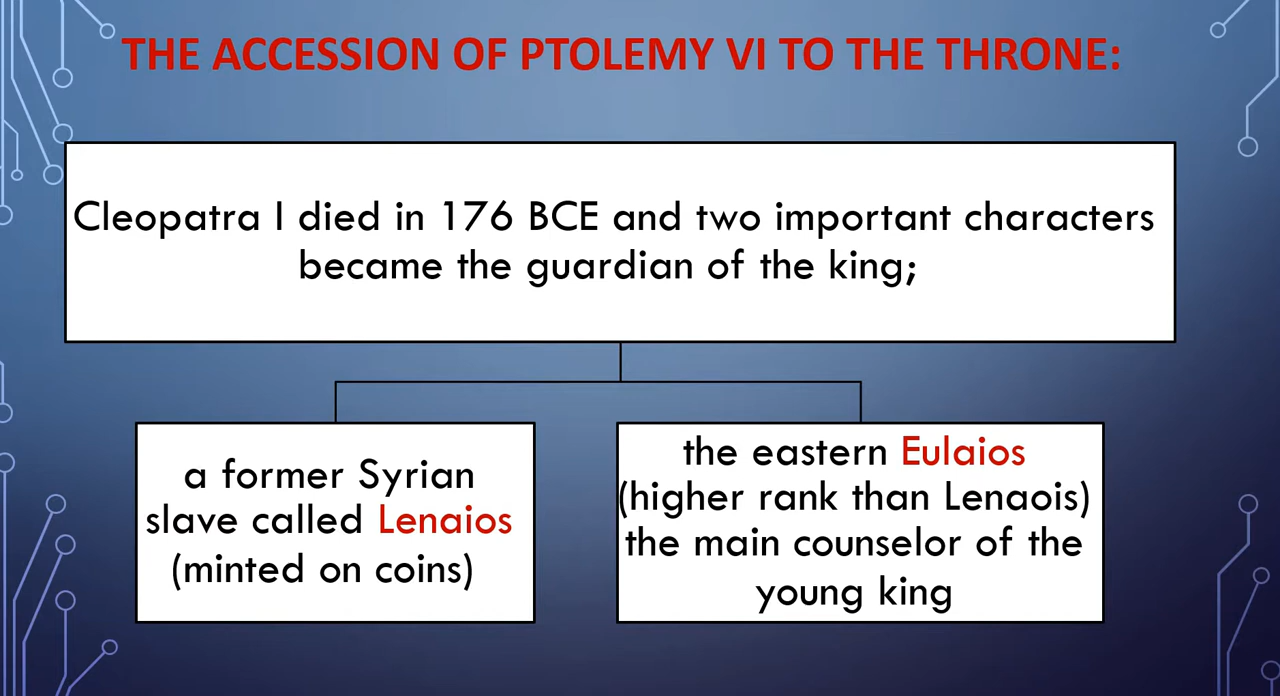 THE ACCESSION OF PTOLEMY VI TO THE THRONE:
Cleopatra I died in 176 BCE and two important characters
became the guardian of the king;
a former Syrian
slave called Lenaios
(minted on coins)
the eastern Eulaios
(higher rank than Lenaois)
the main counselor of the
young king